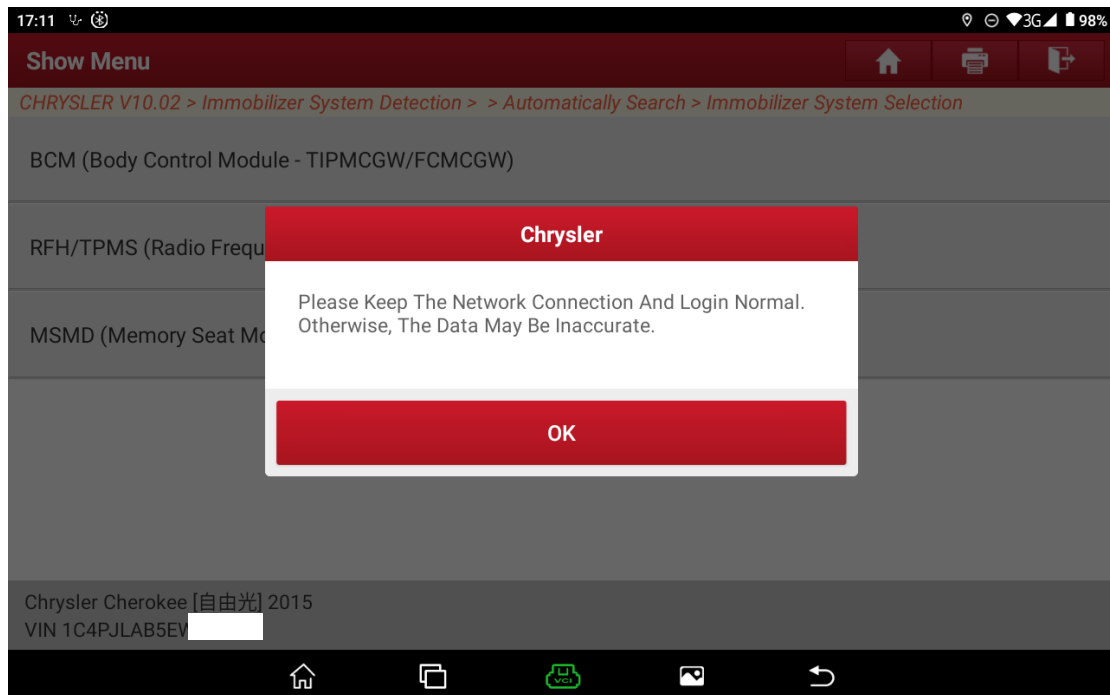 17:11
3G 98%
Show Menu
CHRYSLER V10.02 > Immobilizer System Detection > > Automatically Search > Immobilizer System Selection
BCM (Body Control Module - TIPMCGW/FCMCGW)
RFH/TPMS (Radio Frequ
MSMD (Memory Seat Mo
Chrysler
Please Keep The Network Connection And Login Normal.
Otherwise, The Data May Be Inaccurate.
OK
Chrysler Cherokee [自由光] 2015
VIN 1C4PJLAB5EW
VCI